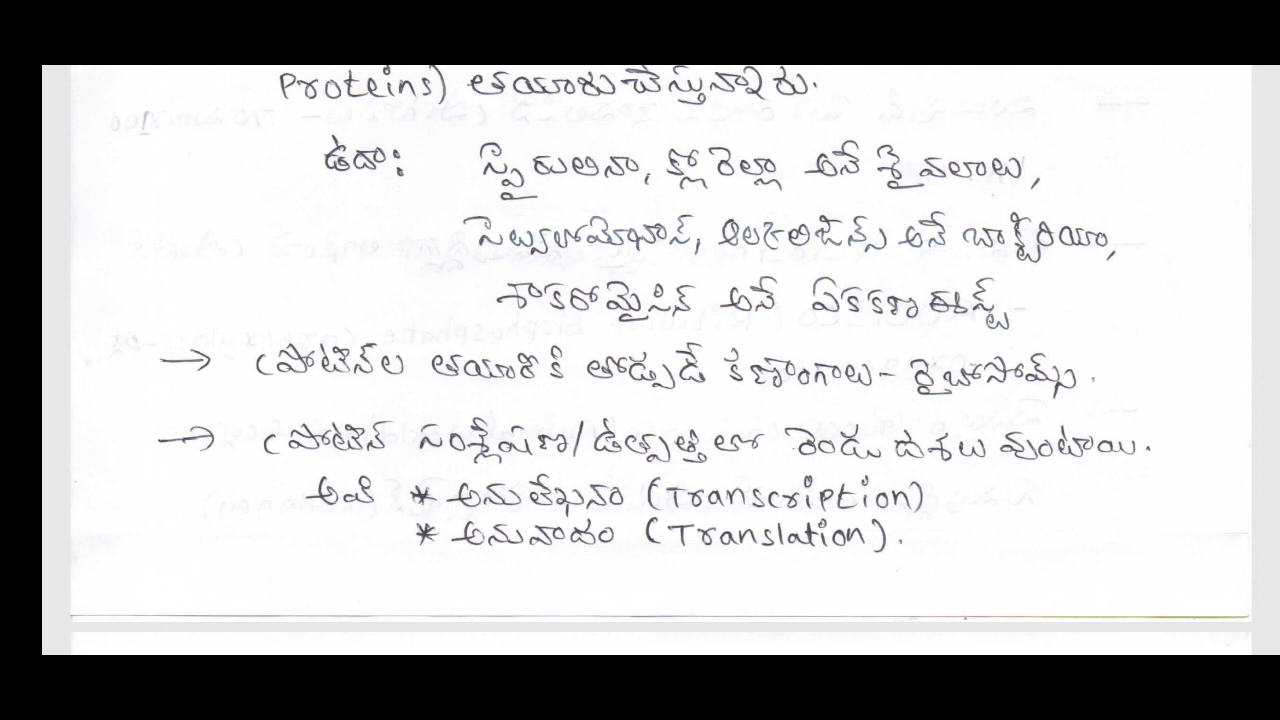 Proteins) తయారుచేస్తున్నారు.
ఉదా: స్పైరులినా, క్లోరెల్లా అనే శైవలాలు,
సెల్యులోమోనాస్, ఆల్కలిజిన్స్ అనే బాక్టీరియాం,
శాకరోమైసిస్ అనే ఏకకణ ఈస్ట్
→ ప్రోటీన్‌ల తయారీకి తోడ్పడే కణాంగాలు - రైబోసోమ్స్.
→ ప్రోటీన్ సంశ్లేషణ/ఉత్పత్తిలో రెండు దశలు వుంటాయి.
అవి * అనులేఖనం (Transcription)
* అనువాదం (Translation).